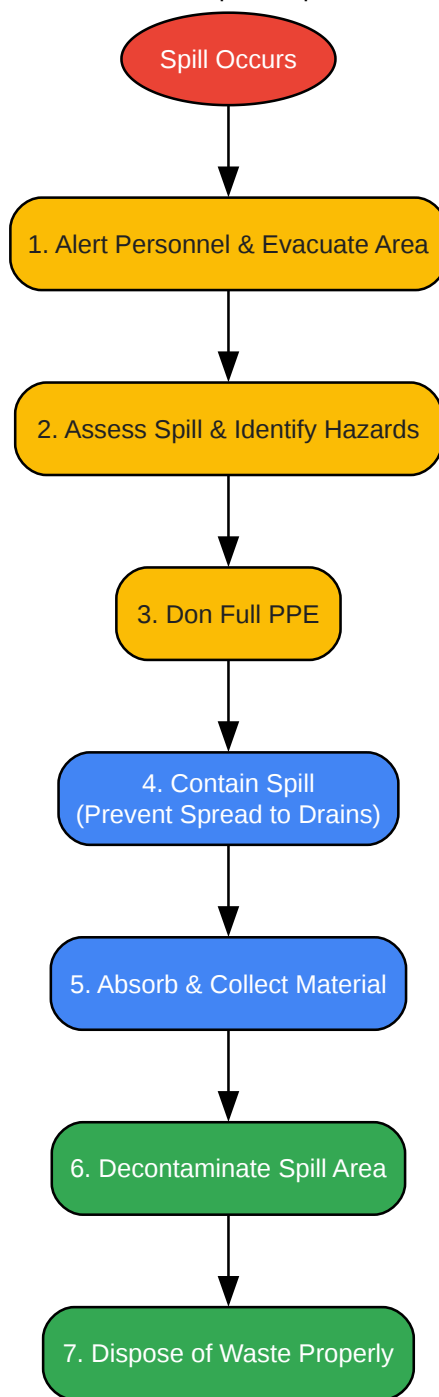 Spill Occurs
1. Alert Personnel & Evacuate Area
2. Assess Spill & Identify Hazards
3. Don Full PPE
4. Contain Spill
(Prevent Spread to Drains)
5. Absorb & Collect Material
6. Decontaminate Spill Area
7. Dispose of Waste Properly